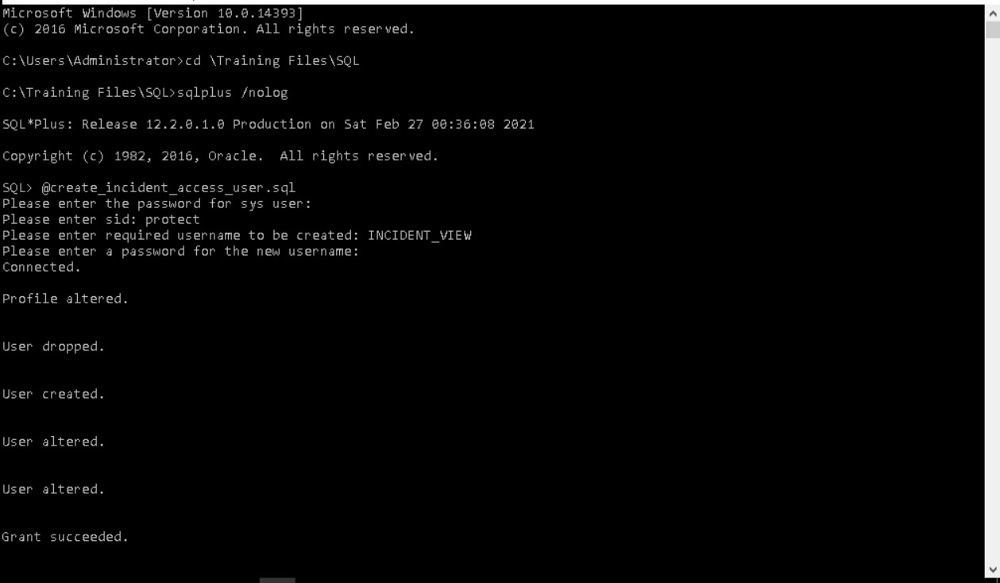 Microsoft Windows [Version 10.0.14393]
(c) 2016 Microsoft Corporation. All rights reserved.
C:\Users\Administrator>cd \Training Files\SQL
C:\Training Files\SQL>sqlplus /nolog
SQL*Plus: Release 12.2.0.1.0 Production on Sat Feb 27 00:36:08 2021
Copyright (c) 1982, 2016, Oracle.  All rights reserved.
SQL> @create_incident_access_user.sql
Please enter the password for sys user:
Please enter sid: protect
Please enter required username to be created: INCIDENT_VIEW
Please enter a password for the new username:
Connected.
Profile altered.
User dropped.
User created.
User altered.
User altered.
Grant succeeded.